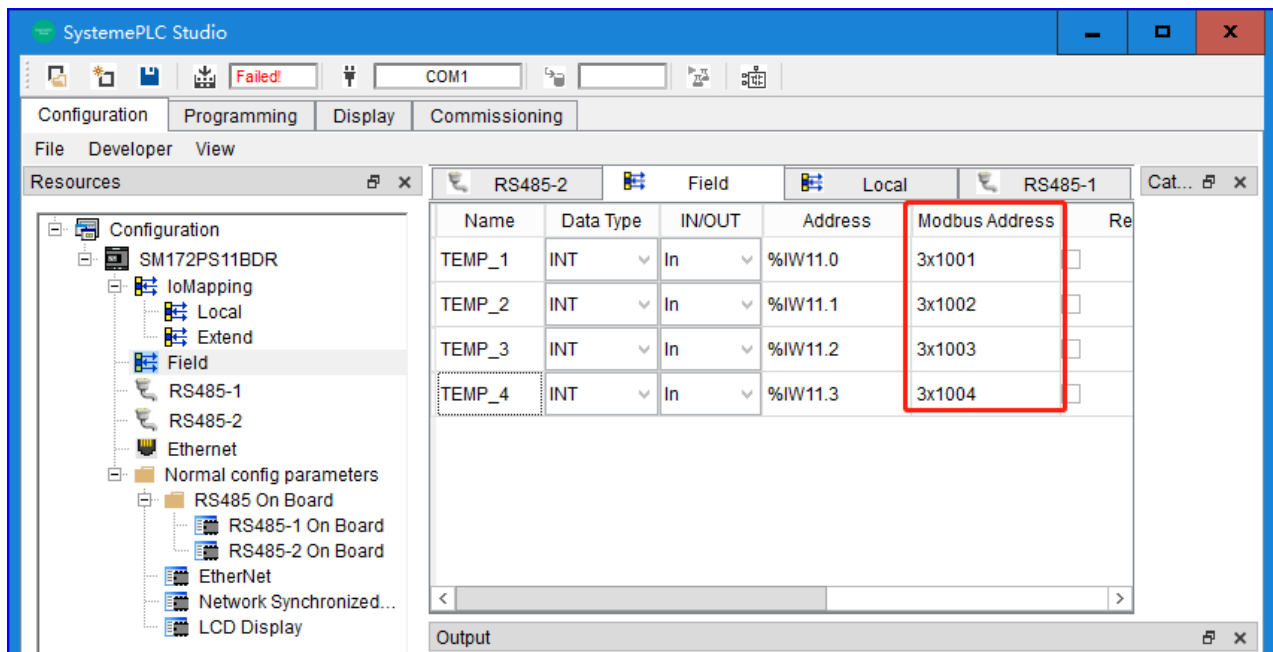 SystemePLC Studio
Failed! COM1
Configuration Programming Display Commissioning
File Developer View
Resources
Configuration
SM172PS11BDR
IoMapping
Local
Extend
Field
RS485-1
RS485-2
Ethernet
Normal config parameters
RS485 On Board
RS485-1 On Board
RS485-2 On Board
EtherNet
Network Synchronized...
LCD Display
RS485-2 Field Local RS485-1
Name Data Type IN/OUT Address Modbus Address Re
TEMP_1 INT In %IW11.0 3x1001
TEMP_2 INT In %IW11.1 3x1002
TEMP_3 INT In %IW11.2 3x1003
TEMP_4 INT In %IW11.3 3x1004
Output
Cat...